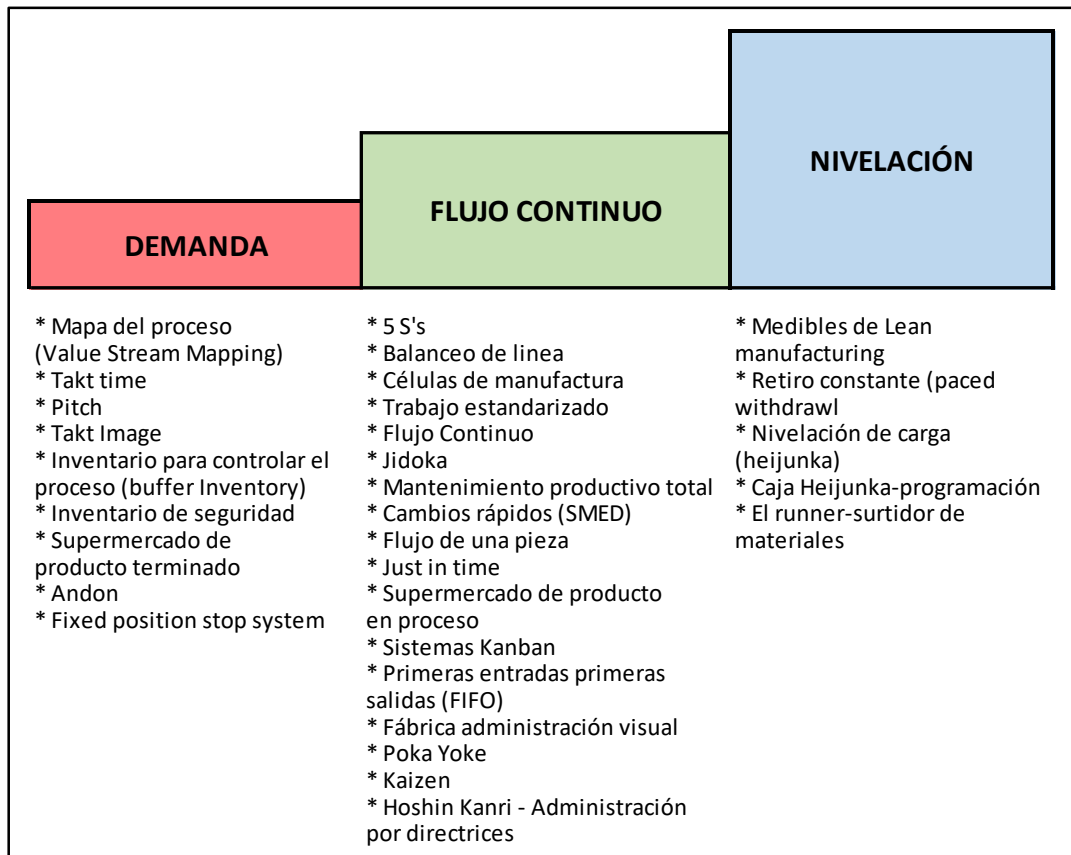 DEMANDA
FLUJO CONTINUO
NIVELACIÓN
* Mapa del proceso
(Value Stream Mapping)
* Takt time
* Pitch
* Takt Image
* Inventario para controlar el
proceso (buffer Inventory)
* Inventario de seguridad
* Supermercado de
producto terminado
* Andon
* Fixed position stop system
* 5 S's
* Balanceo de linea
* Células de manufactura
* Trabajo estandarizado
* Flujo Continuo
* Jidoka
* Mantenimiento productivo total
* Cambios rápidos (SMED)
* Flujo de una pieza
* Just in time
* Supermercado de producto
en proceso
* Sistemas Kanban
* Primeras entradas primeras
salidas (FIFO)
* Fábrica administración visual
* Poka Yoke
* Kaizen
* Hoshin Kanri - Administración
por directrices
* Medibles de Lean
manufacturing
* Retiro constante (paced
withdrawl
* Nivelación de carga
(heijunka)
* Caja Heijunka-programación
* El runner-surtidor de
materiales